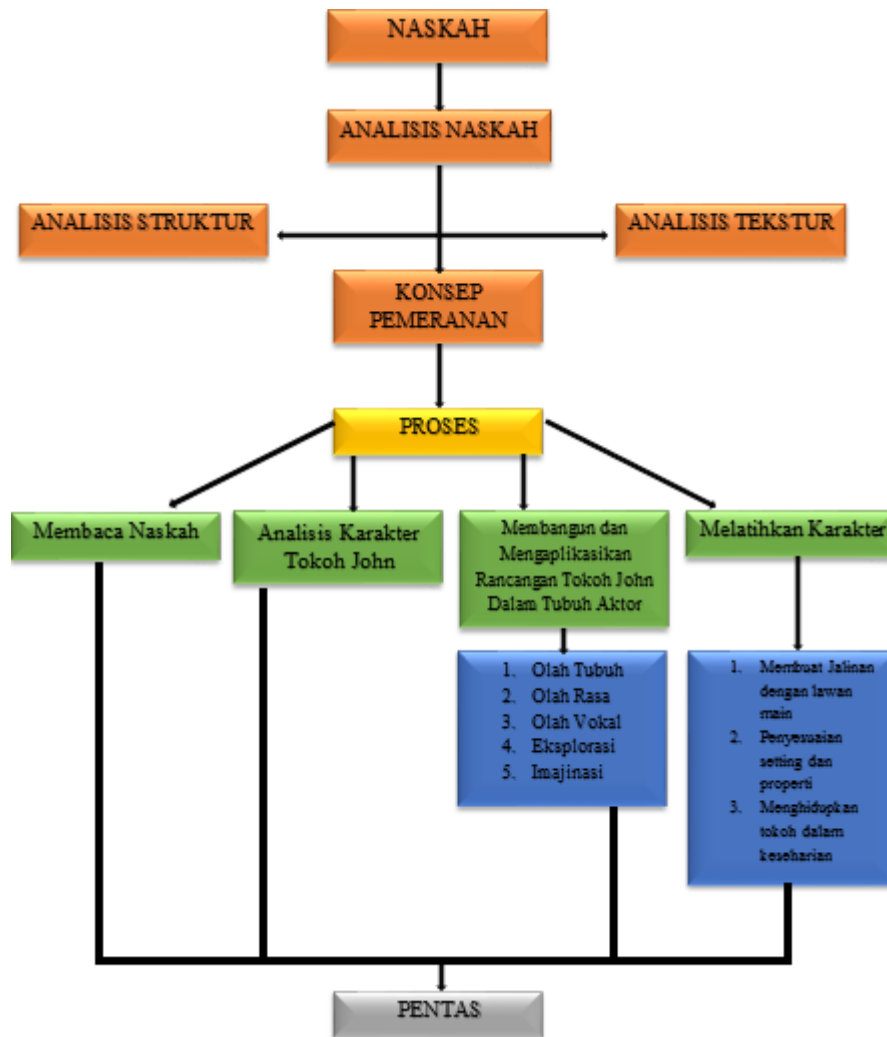 NASKAH
ANALISIS NASKAH
ANALISIS STRUKTUR
ANALISIS TEKSTUR
KONSEP
PEMERANAN
PROSES
Membaca Naskah
Analisis Karakter
Tokoh John
Membangun dan
Mengaplikasikan
Rancangan Tokoh John
Dalam Tubuh Aktor
Melatihkan Karakter
1. Olah Tubuh
2. Olah Rasa
3. Olah Vokal
4. Eksplorasi
5. Imajinasi
1. Membuat Jalinan
dengan lawan
main
2. Penyesuaian
setting dan
properti
3. Menghidupkan
tokoh dalam
keseharian
PENTAS